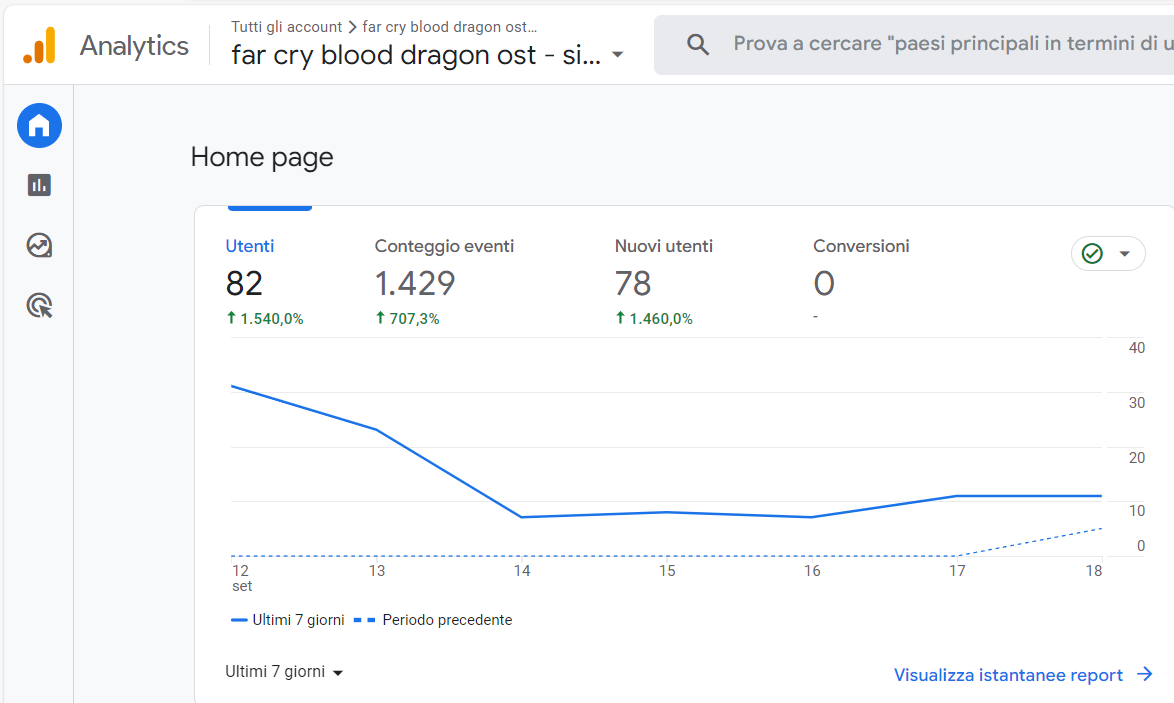 Analytics
Tutti gli account > far cry blood dragon ost...
far cry blood dragon ost - si...
Prova a cercare "paesi principali in termini di u
Home page
Utenti Conteggio eventi Nuovi utenti Conversioni
82 1.429 78 0
↑ 1.540,0% ↑ 707,3% ↑ 1.460,0% -
40
30
20
10
0
12 13 14 15 16 17 18
set
Ultimi 7 giorni Periodo precedente
Ultimi 7 giorni
Visualizza istantanee report →